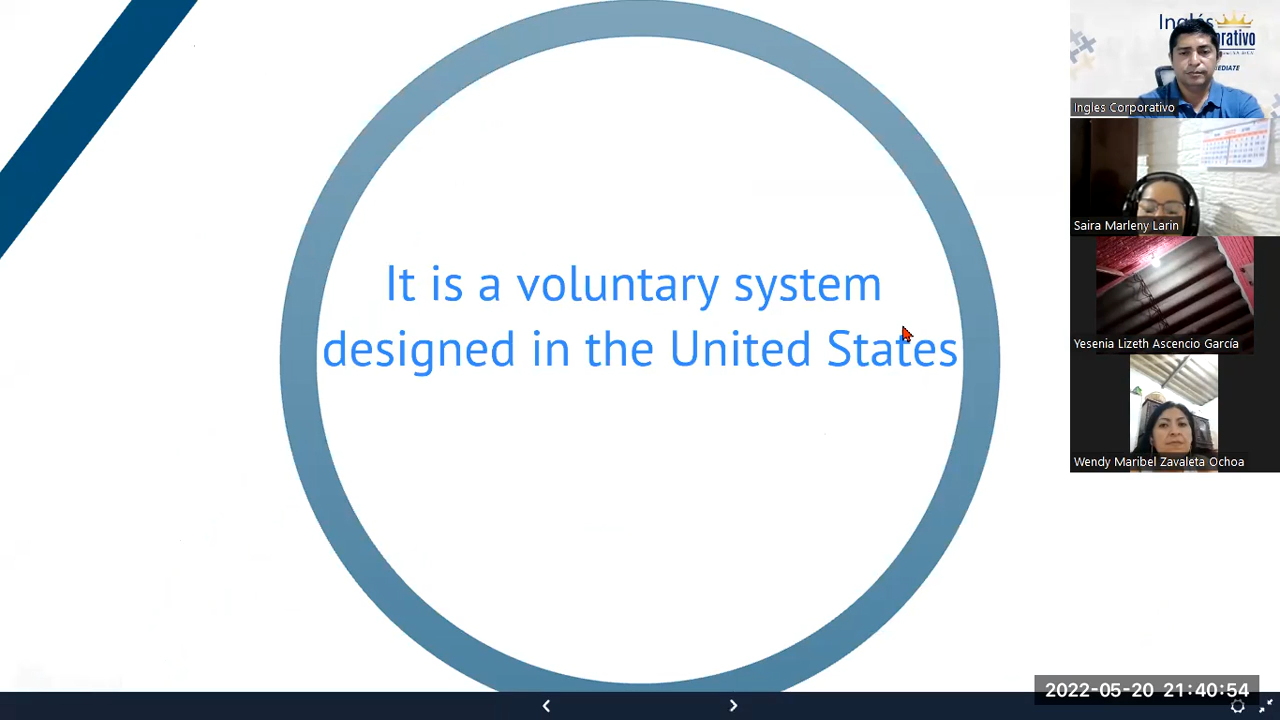 It is a voluntary system
designed in the United States
Inglés
Ingles Corporativo
Saira Marleny Larin
Yesenia Lizeth Ascencio García
Wendy Maribel Zavaleta Ochoa
2022-05-20 21:40:54